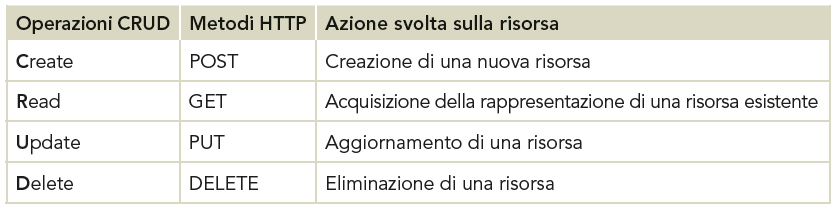 Operazioni CRUD Metodi HTTP Azione svolta sulla risorsa
Create POST Creazione di una nuova risorsa
Read GET Acquisizione della rappresentazione di una risorsa esistente
Update PUT Aggiornamento di una risorsa
Delete DELETE Eliminazione di una risorsa